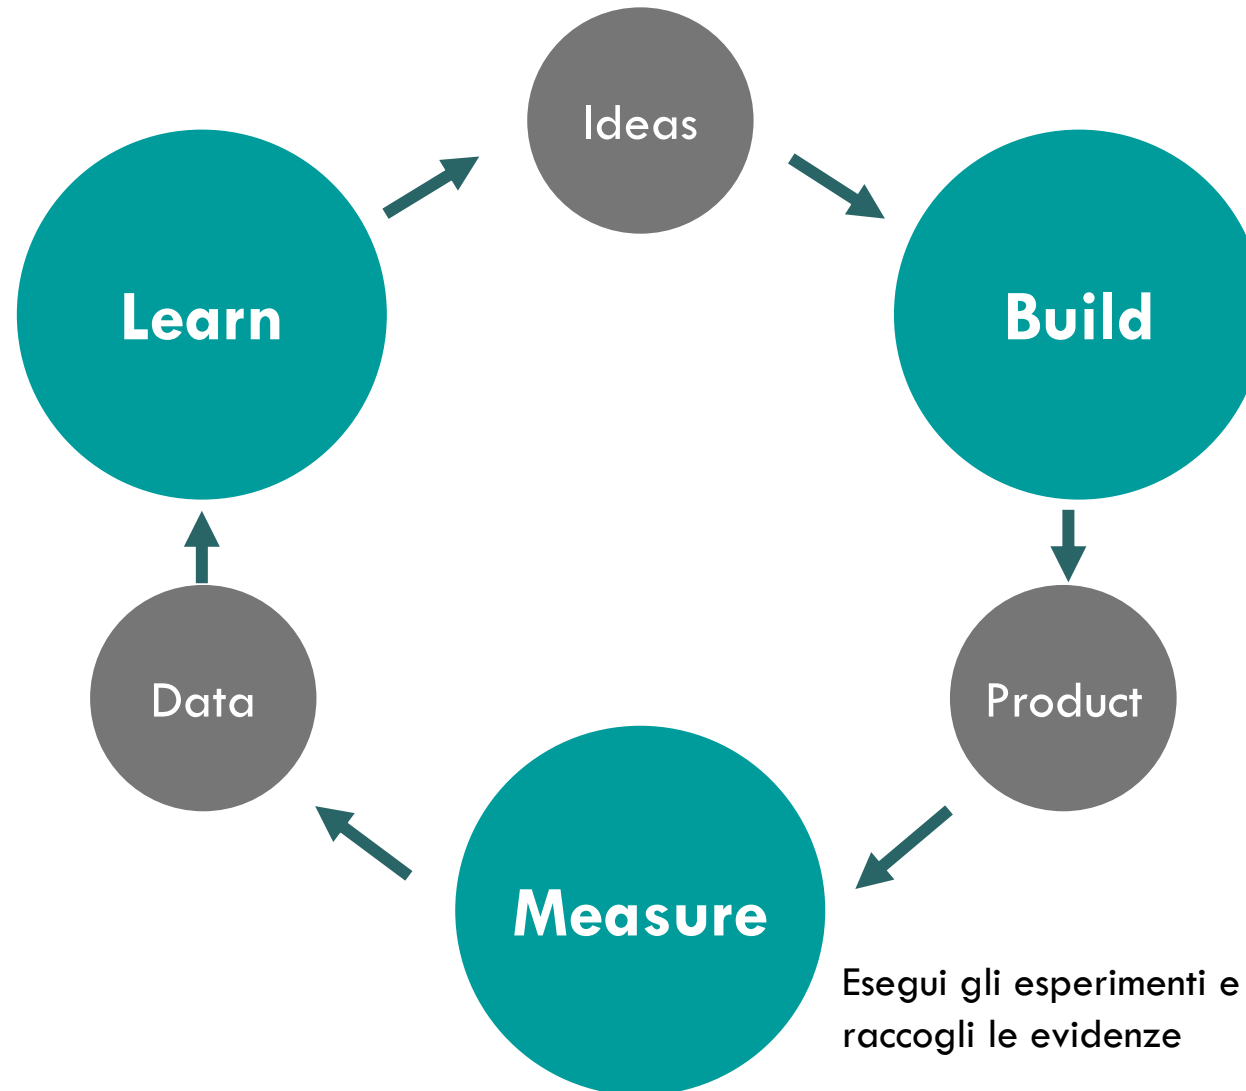 Ideas
Learn
Build
Data
Product
Measure
Esegui gli esperimenti e
raccogli le evidenze